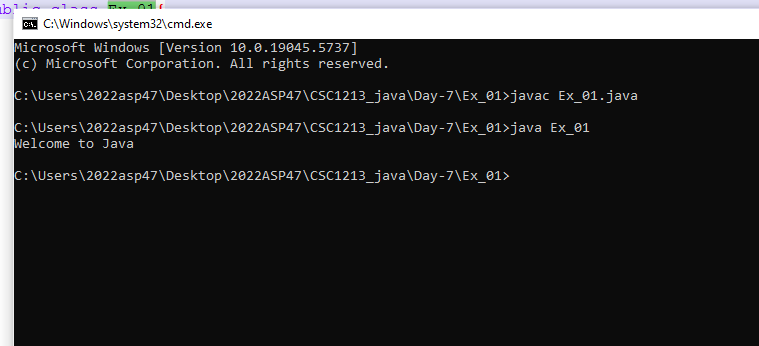 public class Ex_01{
C:\Windows\system32\cmd.exe
Microsoft Windows [Version 10.0.19045.5737]
(c) Microsoft Corporation. All rights reserved.
C:\Users\2022asp47\Desktop\2022ASP47\CSC1213_java\Day-7\Ex_01>javac Ex_01.java
C:\Users\2022asp47\Desktop\2022ASP47\CSC1213_java\Day-7\Ex_01>java Ex_01
Welcome to Java
C:\Users\2022asp47\Desktop\2022ASP47\CSC1213_java\Day-7\Ex_01>